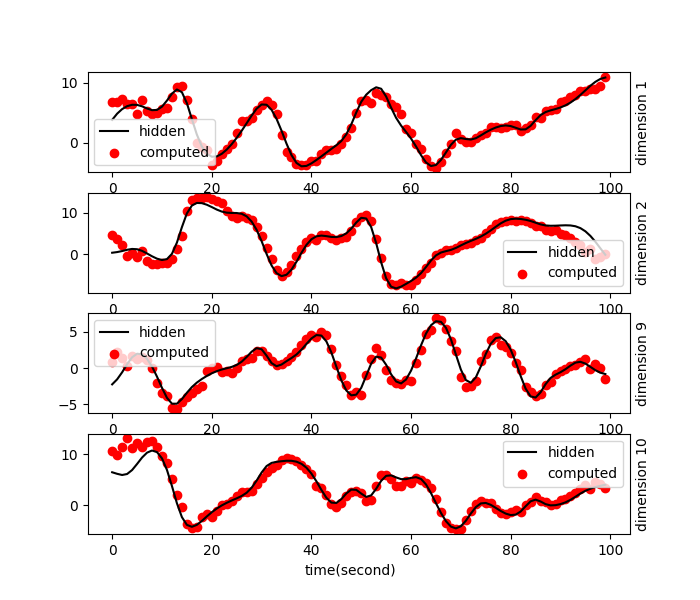 10
0
hidden
computed
dimension 1
0 20 40 60 80 100
10
0
hidden
computed
dimension 2
0 20 40 60 80 100
5
0
−5
hidden
computed
dimension 9
0 20 40 60 80 100
10
0
hidden
computed
dimension 10
0 20 40 60 80 100
time(second)